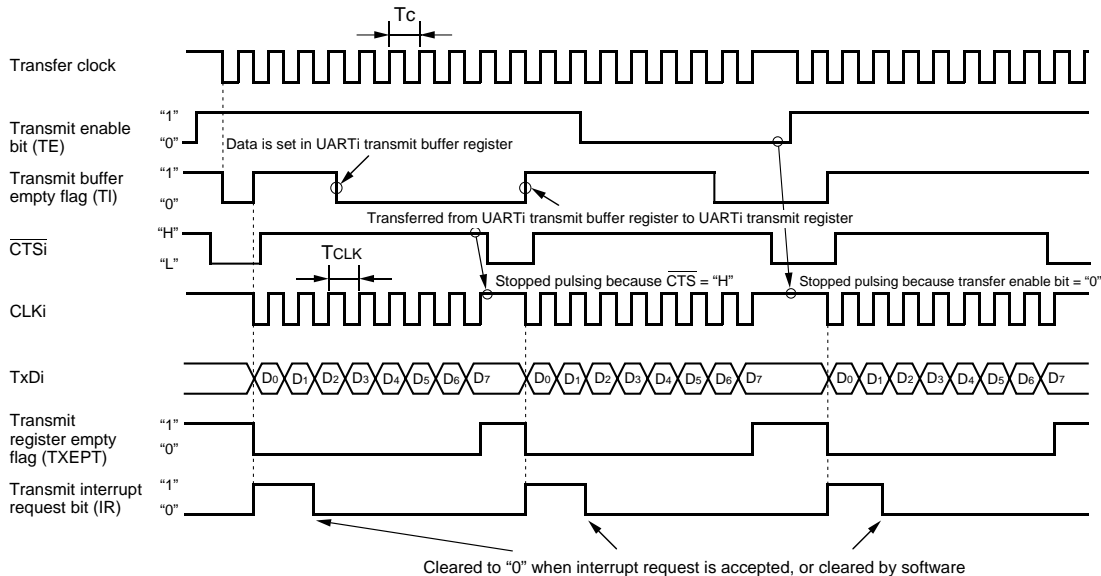 Tc
Transfer clock
Transmit enable
bit (TE)
“1”
“0”
Data is set in UARTi transmit buffer register
Transmit buffer
empty flag (TI)
“1”
“0”
Transferred from UARTi transmit buffer register to UARTi transmit register
CTSi
“H”
“L”
TCLK
Stopped pulsing because CTS = “H”
Stopped pulsing because transfer enable bit = “0”
CLKi
TxDi
D0 D1 D2 D3 D4 D5 D6 D7 D0 D1 D2 D3 D4 D5 D6 D7 D0 D1 D2 D3 D4 D5 D6 D7
Transmit
register empty
flag (TXEPT)
“1”
“0”
Transmit interrupt
request bit (IR)
“1”
“0”
Cleared to “0” when interrupt request is accepted, or cleared by software